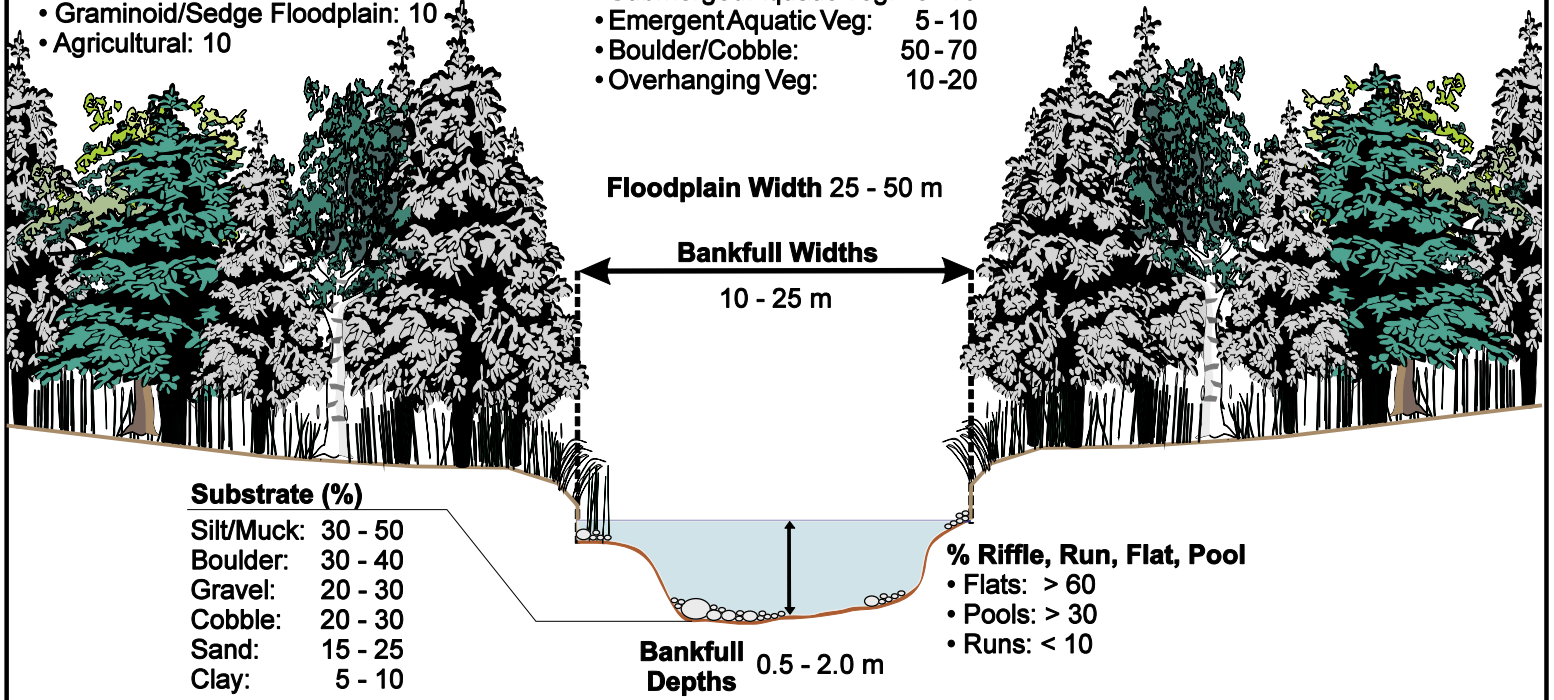 • Graminoid/Sedge Floodplain: 10
• Agricultural: 10
• Emergent Aquatic Veg: 5 - 10
• Boulder/Cobble: 50 - 70
• Overhanging Veg: 10 -20
Floodplain Width 25 - 50 m
Bankfull Widths
10 - 25 m
Substrate (%)
Silt/Muck: 30 - 50
Boulder: 30 - 40
Gravel: 20 - 30
Cobble: 20 - 30
Sand: 15 - 25
Clay: 5 - 10
% Riffle, Run, Flat, Pool
• Flats: > 60
• Pools: > 30
• Runs: < 10
Bankfull
Depths
0.5 - 2.0 m